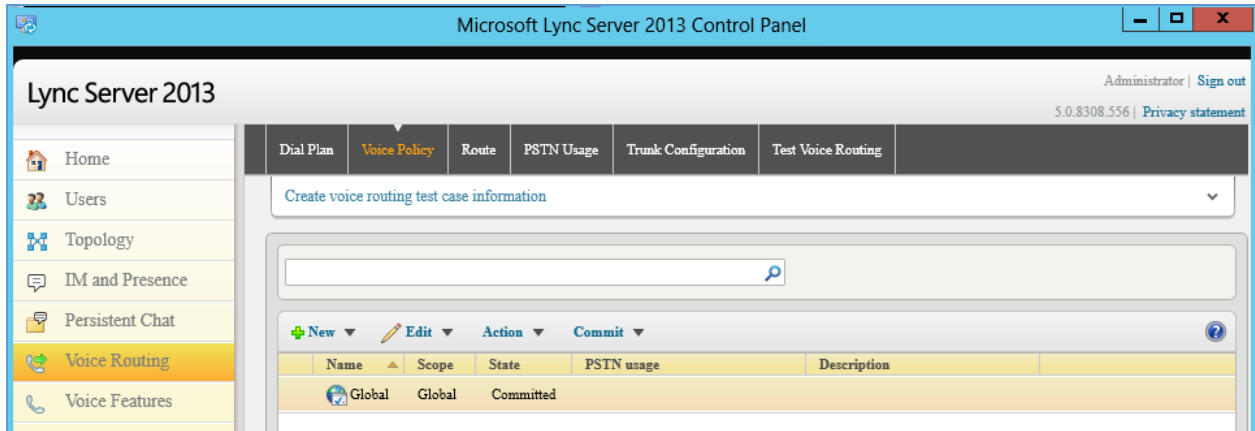 Microsoft Lync Server 2013 Control Panel
Lync Server 2013
Administrator | Sign out
5.0.8308.556 | Privacy statement
Home
Users
Topology
IM and Presence
Persistent Chat
Voice Routing
Voice Features
Dial Plan Voice Policy Route PSTN Usage Trunk Configuration Test Voice Routing
Create voice routing test case information
New Edit Action Commit
Name Scope State PSTN usage Description
Global Global Committed